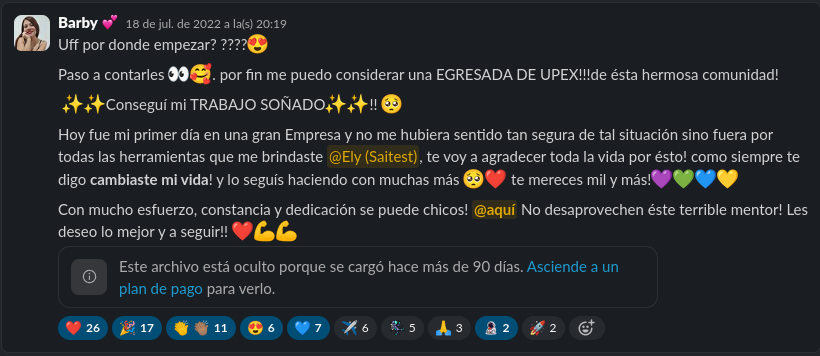 Barby 💕 18 de jul. de 2022 a la(s) 20:19
Uff por donde empezar? ????😍
Paso a contarles 👀🥰. por fin me puedo considerar una EGRESADA DE UPEX!!!de ésta hermosa comunidad!
✨✨Conseguí mi TRABAJO SOÑADO✨✨!! 🥺
Hoy fue mi primer día en una gran Empresa y no me hubiera sentido tan segura de tal situación sino fuera por
todas las herramientas que me brindaste @Ely (Saitest), te voy a agradecer toda la vida por ésto! como siempre te
digo cambiaste mi vida! y lo seguís haciendo con muchas más 🥺❤️ te mereces mil y más!💜💚💙💛
Con mucho esfuerzo, constancia y dedicación se puede chicos! @aquí No desaprovechen éste terrible mentor! Les
deseo lo mejor y a seguir!! ❤️💪💪
Este archivo está oculto porque se cargó hace más de 90 días. Asciende a un
plan de pago para verlo.
❤️ 26 🎉 17 👏 👏🏽 11 😍 6 💙 7 ✈️ 6 5 🙏 3 2 🚀 2